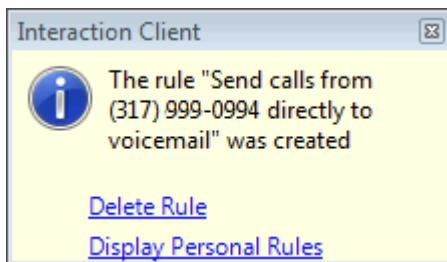 Interaction Client
The rule "Send calls from
(317) 999-0994 directly to
voicemail" was created
Delete Rule
Display Personal Rules